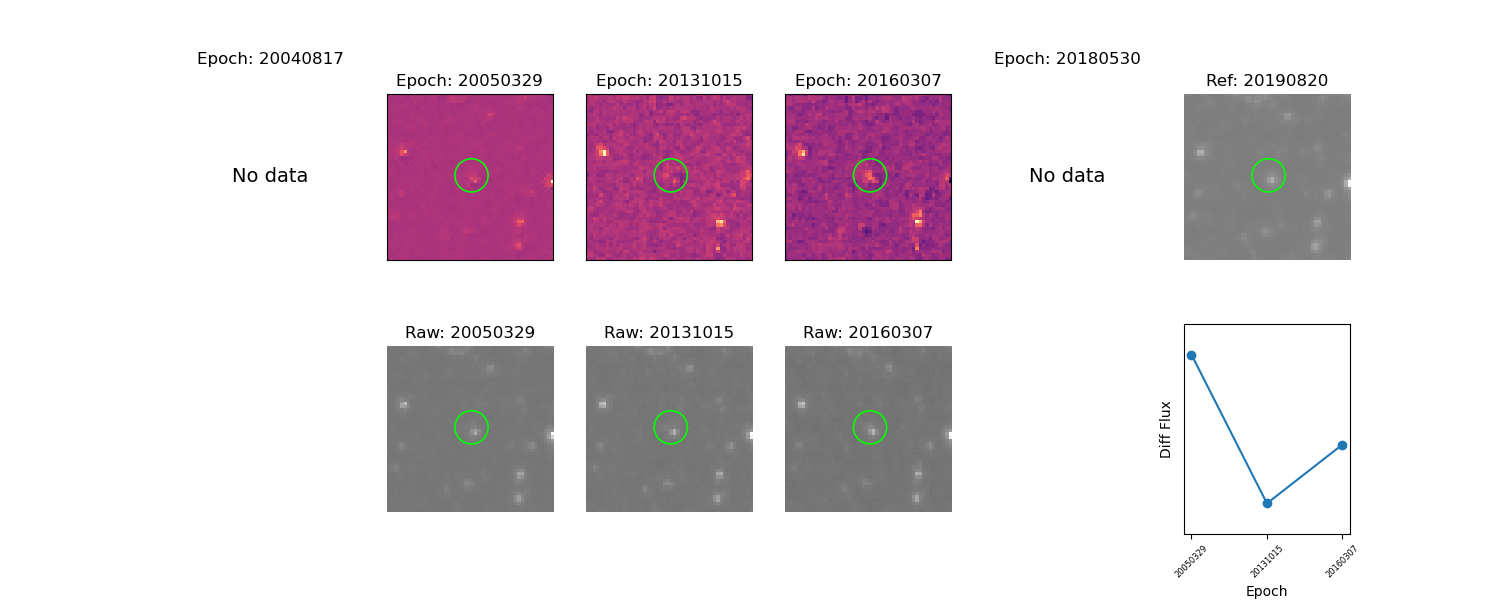 Epoch: 20040817
Epoch: 20180530
Epoch: 20050329
Epoch: 20131015
Epoch: 20160307
Ref: 20190820
No data
No data
Raw: 20050329
Raw: 20131015
Raw: 20160307
Diff Flux
20050329
20131015
20160307
Epoch